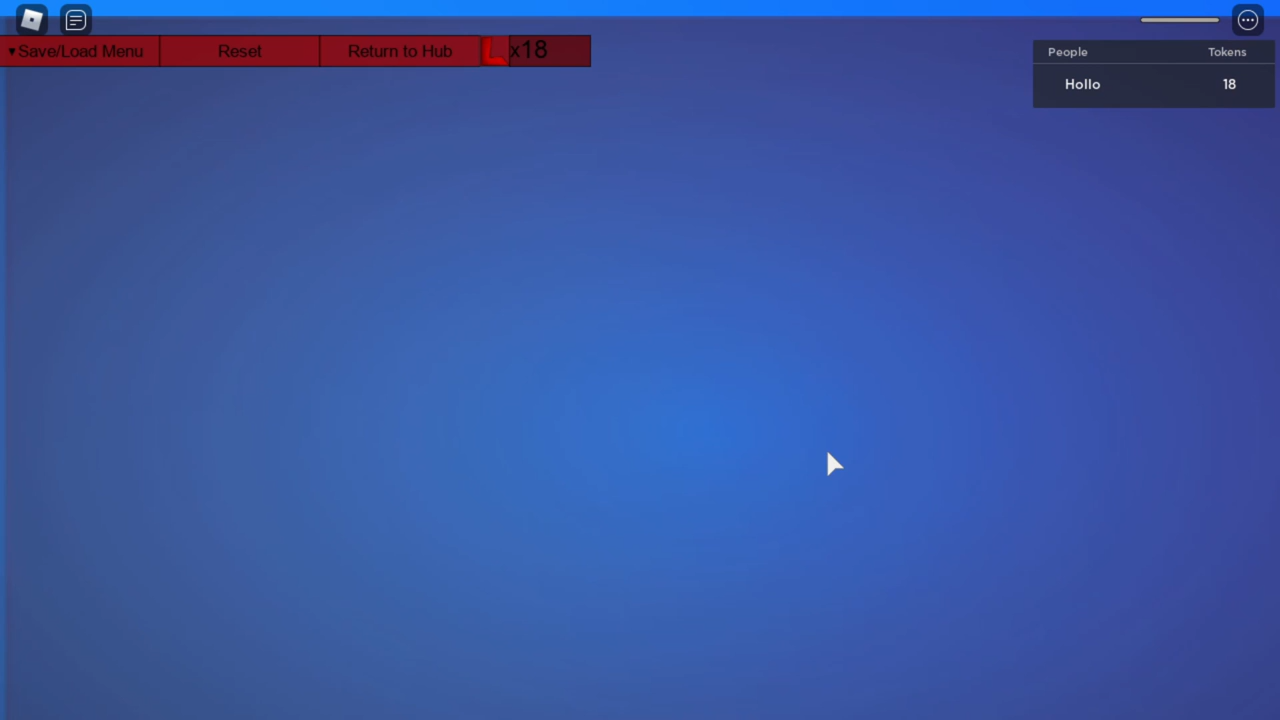 ▾Save/Load Menu Reset Return to Hub x18
People Tokens
Hollo 18